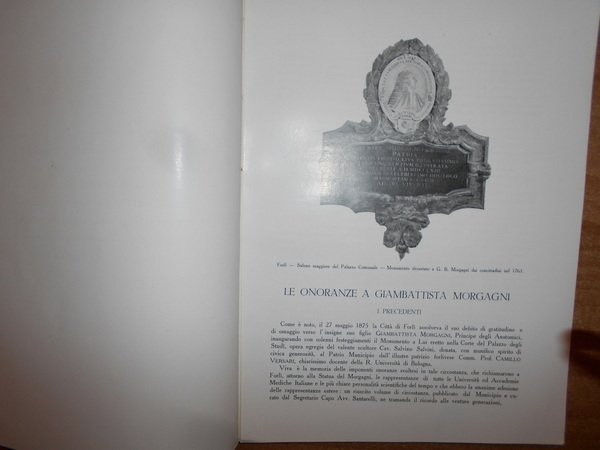 PATRIA
Forlì — Salone maggiore del Palazzo Comunale — Monumento decretato a G. B. Morgagni dai concittadini nel 1763.
LE ONORANZE A GIAMBATTISTA MORGAGNI
I PRECEDENTI
Come è noto, il 27 maggio 1875 la Città di Forlì assolveva il suo debito di gratitudine e
di omaggio verso l'insigne suo figlio GIAMBATTISTA MORGAGNI, Principe degli Anatomici,
inaugurando con solenni festeggiamenti il Monumento a Lui eretto nella Corte del Palazzo degli
Studî, opera egregia del valente scultore Cav. Salvino Salvini, donata, con munifico spirito di
civica generosità, al Patrio Municipio dall'illustre patrizio forlivese Comm. Prof. CAMILLO
VERSARI, chiarissimo docente della R. Università di Bologna.
Viva è la memoria delle imponenti onoranze svoltesi in tale circostanza, che richiamarono a
Forlì, attorno alla Statua del Morgagni, le rappresentanze di tutte le Università ed Accademie
Mediche Italiane e le più chiare personalità scientifiche del tempo e che ebbero la unanime adesione
delle rappresentanze estere: un riuscito volume di circostanza, pubblicato dal Municipio e cu-
rato dal Segretario Capo Avv. Santarelli, ne tramanda il ricordo alle venture generazioni,